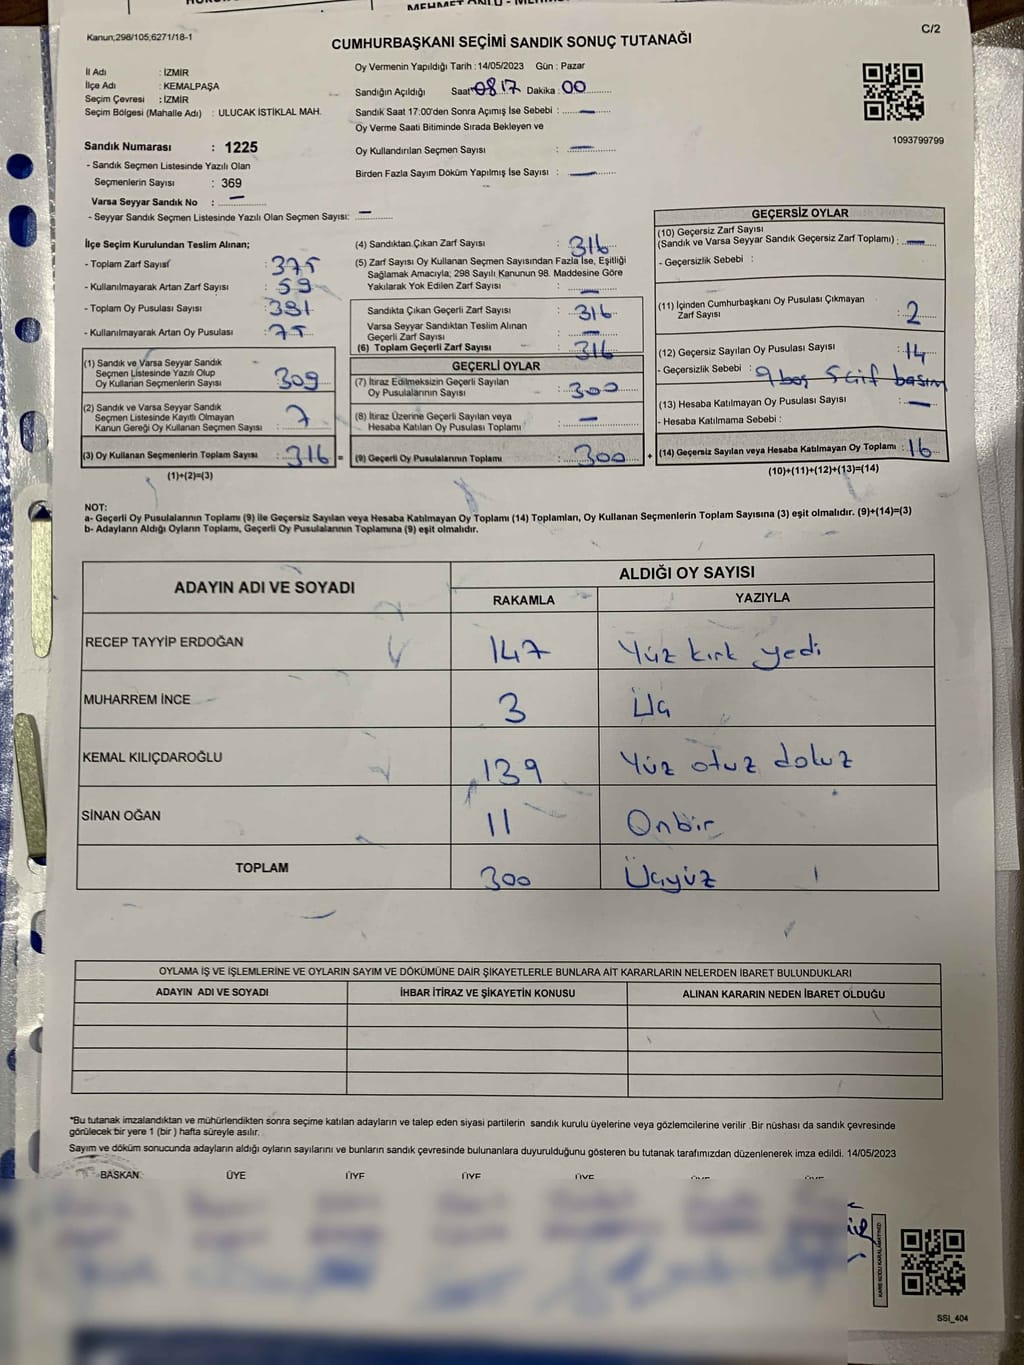 Kanun;298/105;6271/18-1
C/2
CUMHURBAŞKANI SEÇİMİ SANDIK SONUÇ TUTANAĞI
İl Adı : İZMİR
İlçe Adı : KEMALPAŞA
Seçim Çevresi : İZMİR
Seçim Bölgesi (Mahalle Adı) : ULUCAK İSTİKLAL MAH.
Sandık Numarası : 1225
- Sandık Seçmen Listesinde Yazılı Olan
Seçmenlerin Sayısı : 369
Varsa Seyyar Sandık No : —
- Seyyar Sandık Seçmen Listesinde Yazılı Olan Seçmen Sayısı: —
Oy Vermenin Yapıldığı Tarih : 14/05/2023 Gün : Pazar
Sandığın Açıldığı Saat 0817 Dakika : 00
Sandık Saat 17:00'den Sonra Açımış İse Sebebi : —
Oy Verme Saati Bitiminde Sırada Bekleyen ve
Oy Kullandırılan Seçmen Sayısı : —
Birden Fazla Sayım Döküm Yapılmış İse Sayısı : —
1093799799
İlçe Seçim Kurulundan Teslim Alınan;
- Toplam Zarf Sayısı : 375
- Kullanılmayarak Artan Zarf Sayısı : 59
- Toplam Oy Pusulası Sayısı : 391
- Kullanılmayarak Artan Oy Pusulası : 75
(1) Sandık ve Varsa Seyyar Sandık
Seçmen Listesinde Yazılı Olup
Oy Kullanan Seçmenlerin Sayısı : 309
(2) Sandık ve Varsa Seyyar Sandık
Seçmen Listesinde Kayıtlı Olmayan
Kanun Gereği Oy Kullanan Seçmen Sayısı : 7
(3) Oy Kullanan Seçmenlerin Toplam Sayısı : 316 =
(1)+(2)=(3)
(4) Sandıktan Çıkan Zarf Sayısı : 316
(5) Zarf Sayısı Oy Kullanan Seçmen Sayısından Fazla İse, Eşitliği
Sağlamak Amacıyla; 298 Sayılı Kanunun 98. Maddesine Göre
Yakılarak Yok Edilen Zarf Sayısı : —
Sandıkta Çıkan Geçerli Zarf Sayısı : 316
Varsa Seyyar Sandıktan Teslim Alınan
Geçerli Zarf Sayısı : —
(6) Toplam Geçerli Zarf Sayısı : 316
GEÇERLİ OYLAR
(7) İtiraz Edilmeksizin Geçerli Sayılan
Oy Pusulalarının Sayısı : 300
(8) İtiraz Üzerine Geçerli Sayılan veya
Hesaba Katılan Oy Pusulası Toplamı : —
(9) Geçerli Oy Pusulalarının Toplamı : 300 +
GEÇERSİZ OYLAR
(10) Geçersiz Zarf Sayısı
(Sandık ve Varsa Seyyar Sandık Geçersiz Zarf Toplamı) : —
- Geçersizlik Sebebi :
(11) İçinden Cumhurbaşkanı Oy Pusulası Çıkmayan
Zarf Sayısı : 2
(12) Geçersiz Sayılan Oy Pusulası Sayısı : 14
- Geçersizlik Sebebi : 9 boş 5 çift basım
(13) Hesaba Katılmayan Oy Pusulası Sayısı : —
- Hesaba Katılmama Sebebi :
(14) Geçersiz Sayılan veya Hesaba Katılmayan Oy Toplamı : 16
(10)+(11)+(12)+(13)=(14)
NOT:
a- Geçerli Oy Pusulalarının Toplamı (9) ile Geçersiz Sayılan veya Hesaba Katılmayan Oy Toplamı (14) Toplamları, Oy Kullanan Seçmenlerin Toplam Sayısına (3) eşit olmalıdır. (9)+(14)=(3)
b- Adayların Aldığı Oyların Toplamı, Geçerli Oy Pusulalarının Toplamına (9) eşit olmalıdır.
ADAYIN ADI VE SOYADI ALDIĞI OY SAYISI
RAKAMLA YAZIYLA
RECEP TAYYİP ERDOĞAN 147 Yüz kırk yedi
MUHARREM İNCE 3 Üç
KEMAL KILIÇDAROĞLU 139 Yüz otuz dokuz
SİNAN OĞAN 11 Onbir
TOPLAM 300 Üçyüz
OYLAMA İŞ VE İŞLEMLERİNE VE OYLARIN SAYIM VE DÖKÜMÜNE DAİR ŞİKAYETLERLE BUNLARA AİT KARARLARIN NELERDEN İBARET BULUNDUKLARI
ADAYIN ADI VE SOYADI İHBAR İTİRAZ VE ŞİKAYETİN KONUSU ALINAN KARARIN NEDEN İBARET OLDUĞU
*Bu tutanak imzalandıktan ve mühürlendikten sonra seçime katılan adayların ve talep eden siyasi partilerin sandık kurulu üyelerine veya gözlemcilerine verilir .Bir nüshası da sandık çevresinde
görülecek bir yere 1 (bir ) hafta süreyle asılır.
Sayım ve döküm sonucunda adayların aldığı oyların sayılarını ve bunların sandık çevresinde bulunanlara duyurulduğunu gösteren bu tutanak tarafımızdan düzenlenerek imza edildi. 14/05/2023
BAŞKAN ÜYE ÜYE ÜYE ÜYE
KARE KODU KARALAMAYINIZ!
SSİ_404